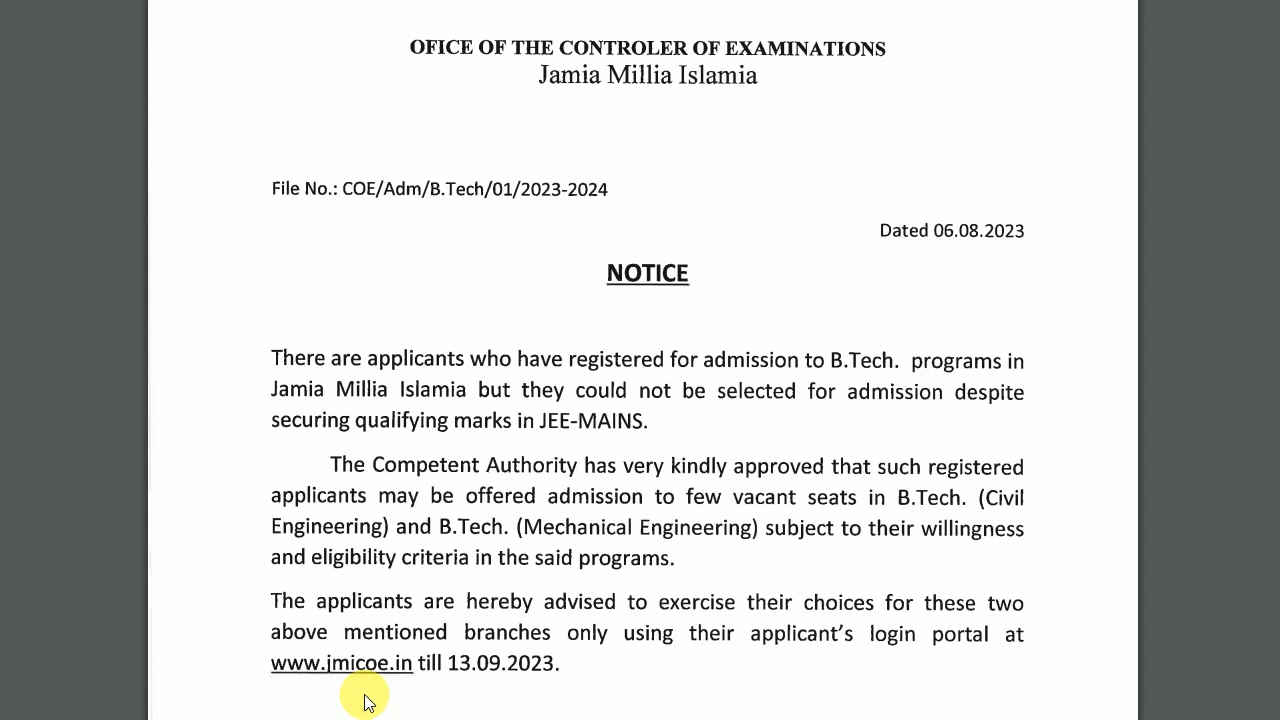 OFICE OF THE CONTROLER OF EXAMINATIONS
Jamia Millia Islamia
File No.: COE/Adm/B.Tech/01/2023-2024
Dated 06.08.2023
NOTICE
There are applicants who have registered for admission to B.Tech. programs in
Jamia Millia Islamia but they could not be selected for admission despite
securing qualifying marks in JEE-MAINS.
The Competent Authority has very kindly approved that such registered
applicants may be offered admission to few vacant seats in B.Tech. (Civil
Engineering) and B.Tech. (Mechanical Engineering) subject to their willingness
and eligibility criteria in the said programs.
The applicants are hereby advised to exercise their choices for these two
above mentioned branches only using their applicant's login portal at
www.jmicoe.in till 13.09.2023.